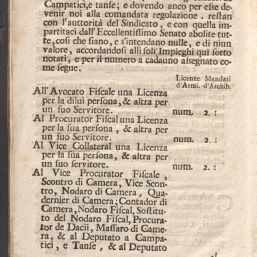 Capitanie, e tanse; e dovendo anco per esse de-
venir noi alla comandata regolazione, restan
con l'auttorità del Sindicato, e con quella im-
partitaci dall'Eccellentissimo Senato abolite tut-
te, così che siano, e s'intendano nulle, e di niun
valore, accordandosi alli soli Impieghi quì sotto
notati, e per il numero a cadauno assegnato co-
me segue.
Licenze Mandati
d'Armi. d'Archib.
All'Avocato Fiscale una Licenza
per la dilui persona, & altra per
un suo Servitore. num. 2. :
Al Procurator Fiscal una Licenza
per la sua persona, & altra per
un suo Servitore. num. 2. :
Al Vice Collateral una Licenza
per la sua persona, & altra per
un suo servitore. num. 2. :
Al Vice Procurator Fiscale,
Scontro di Camera, Vice Scon-
tro, Nodaro di Camera, Qua-
dernier di Camera; Contador di
Camera, Nodaro Fiscal, Sostitu-
to del Nodaro Fiscal, Procura-
tor de Dacii, Massaro di Came-
ra, & al Deputato a Campa-
tici, e Tanse, & al Deputato